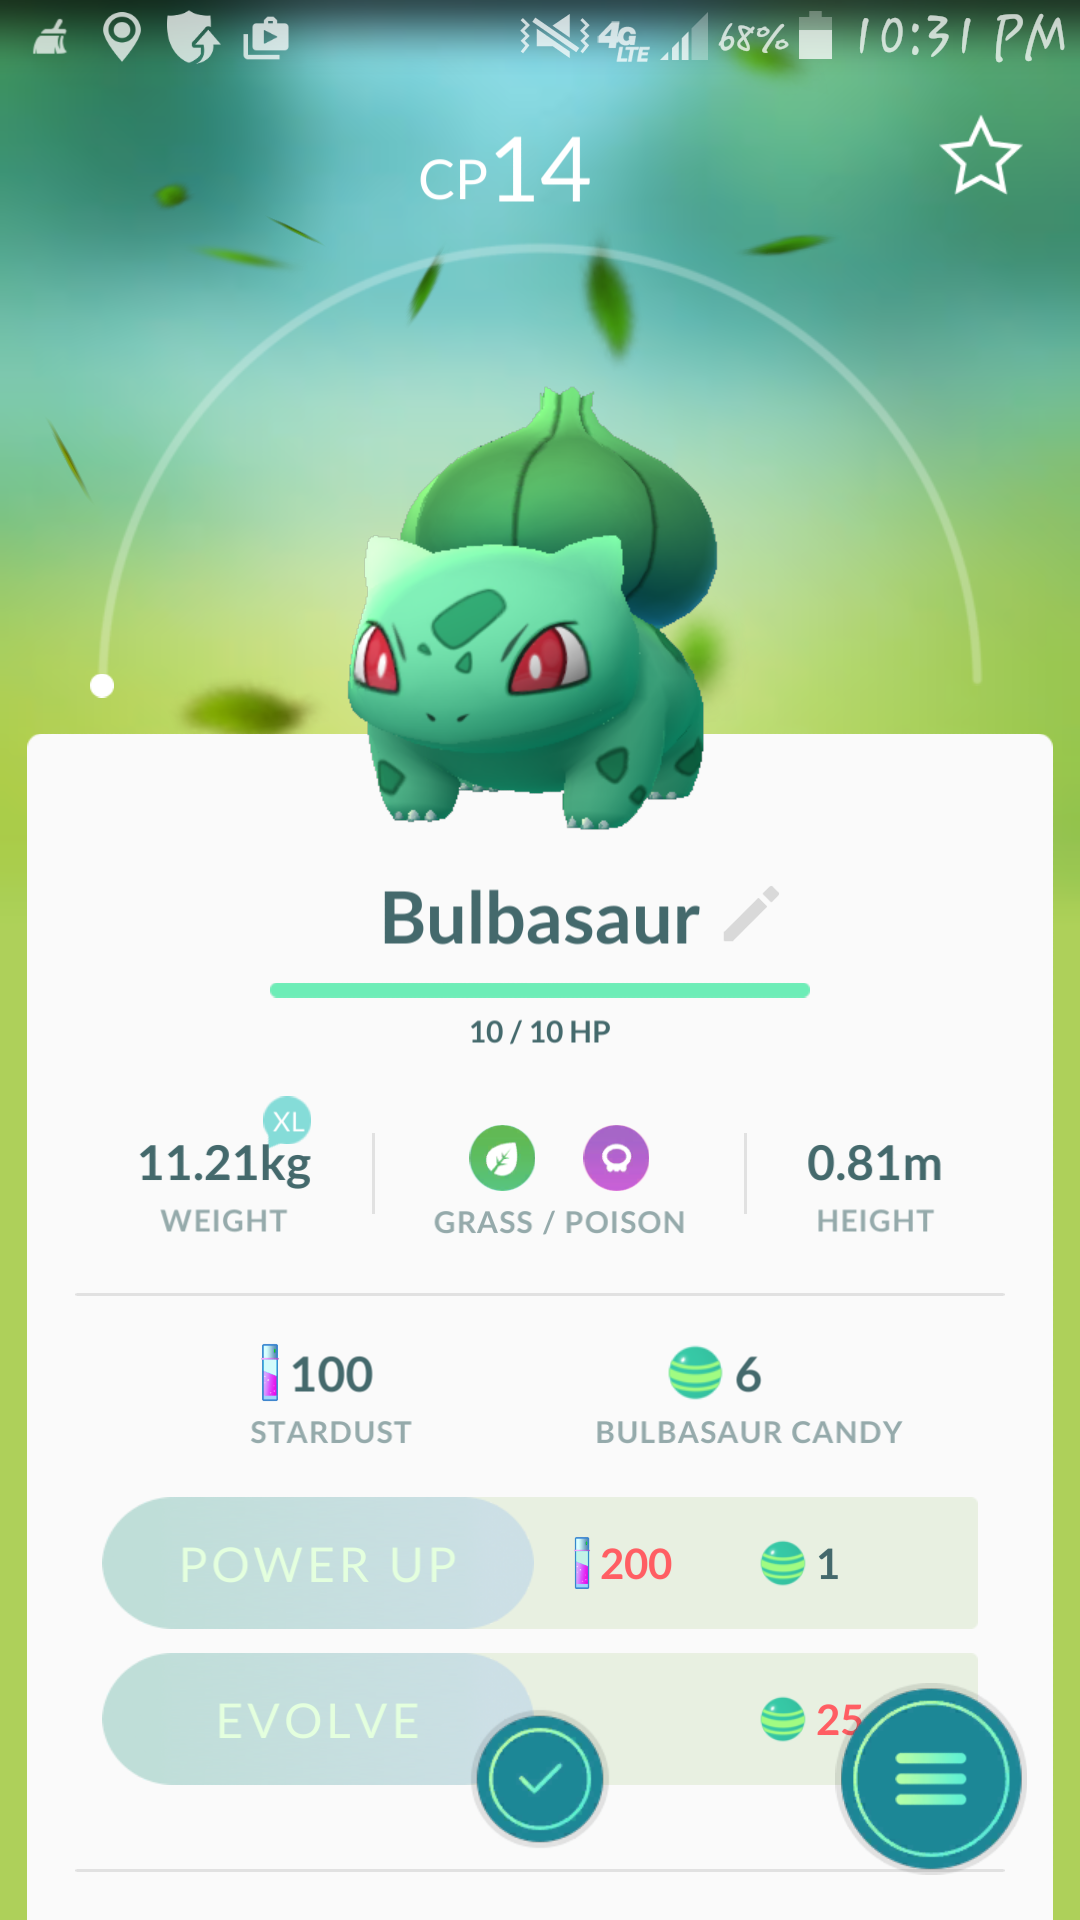 4G LTE 68% 10:31 PM
CP14
Bulbasaur
10 / 10 HP
XL
11.21kg 0.81m
WEIGHT GRASS / POISON HEIGHT
100 6
STARDUST BULBASAUR CANDY
POWER UP 200 1
EVOLVE 25